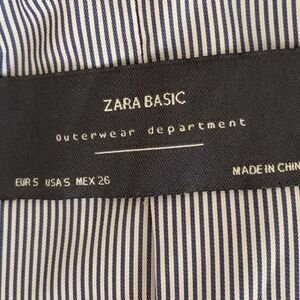 ZARA BASIC
Outerwear department
EUR S USA S MEX 26 MADE IN CHIN